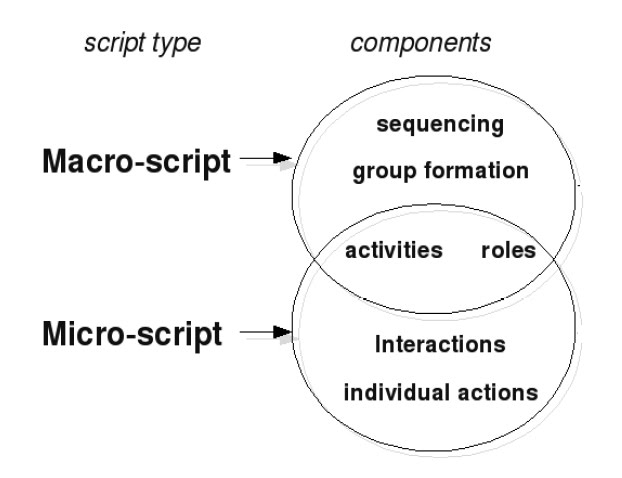 script type components
sequencing
Macro-script
group formation
activities roles
Micro-script
Interactions
individual actions